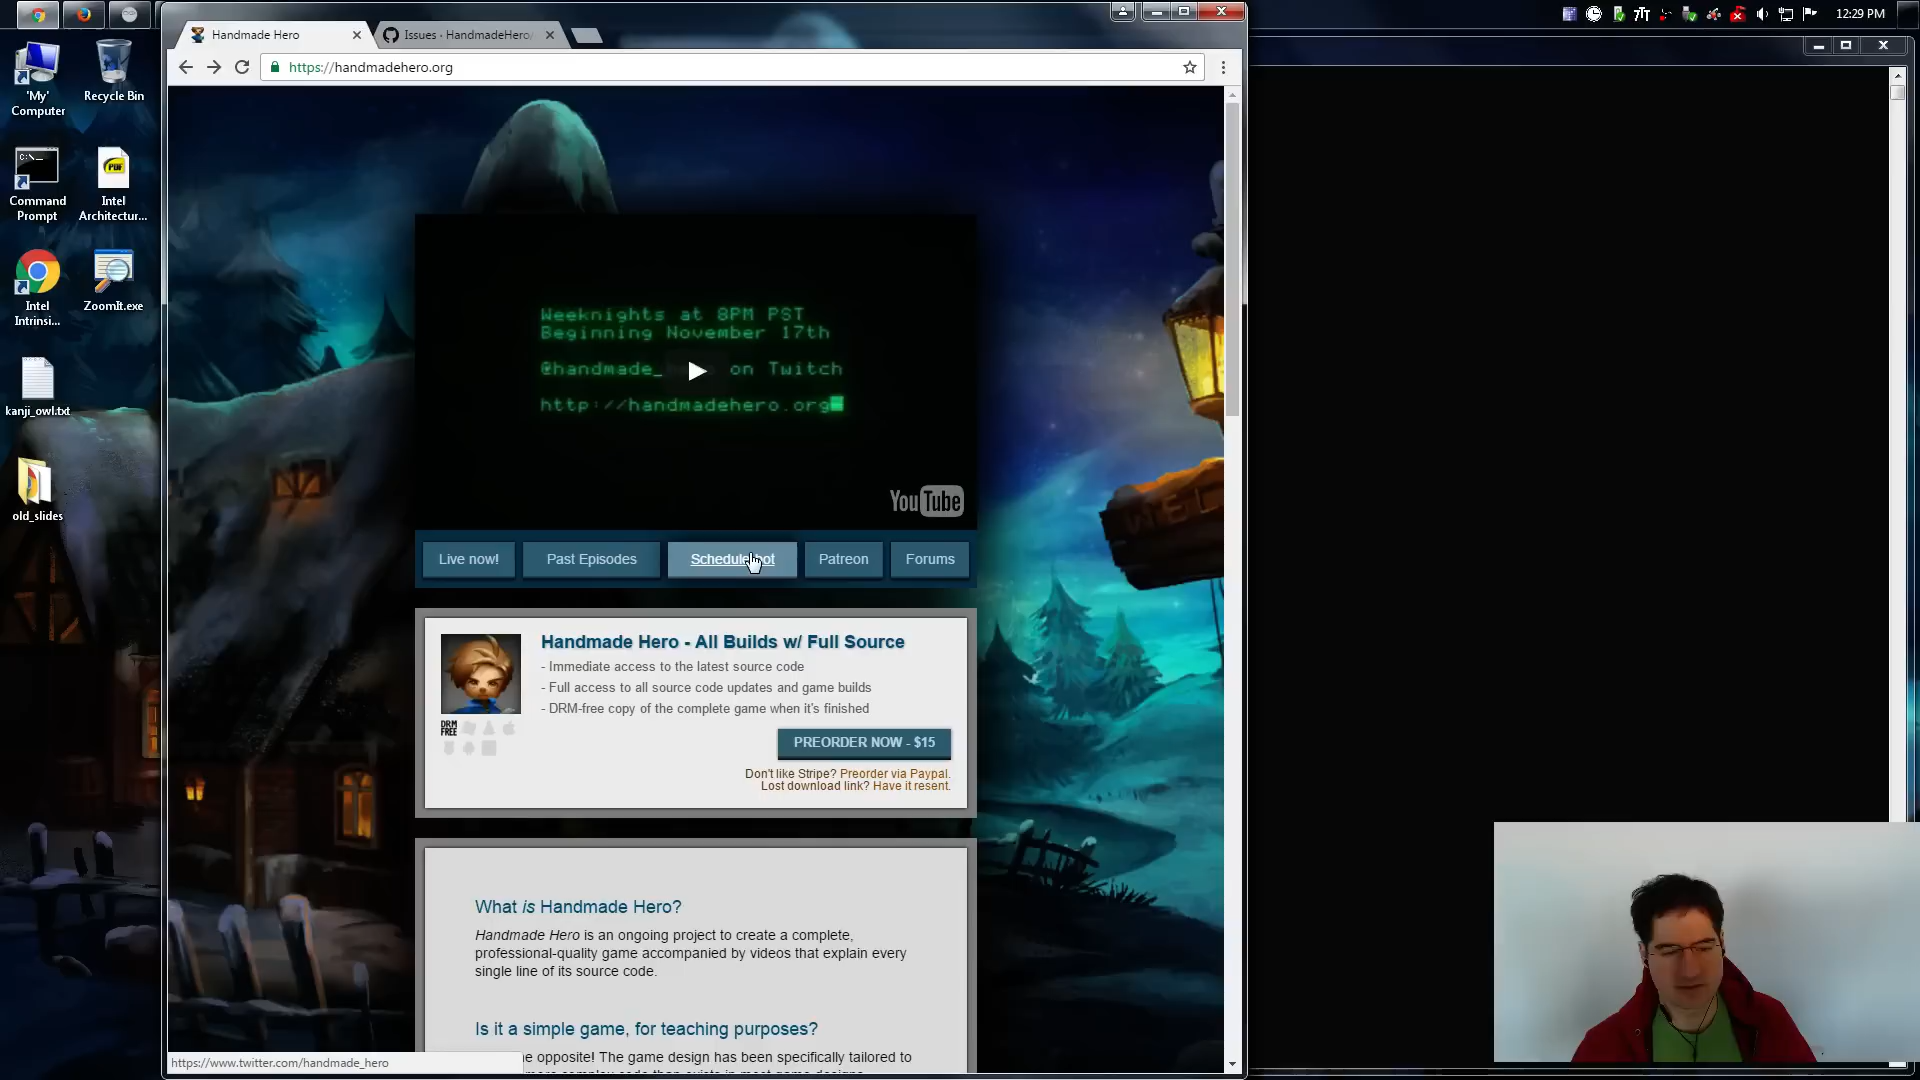 Handmade Hero
Issues · HandmadeHero/
12:29 PM
https://handmadehero.org
'My' Computer
Recycle Bin
Command Prompt
Intel Architectur...
Intel Intrinsi...
ZoomIt.exe
kanji_owl.txt
old_slides
Weeknights at 8PM PST
Beginning November 17th
@handmade_ on Twitch
http://handmadehero.org
YouTube
Live now!
Past Episodes
Schedule bot
Patreon
Forums
Handmade Hero - All Builds w/ Full Source
- Immediate access to the latest source code
- Full access to all source code updates and game builds
- DRM-free copy of the complete game when it's finished
DRM
FREE
PREORDER NOW - $15
Don't like Stripe? Preorder via Paypal.
Lost download link? Have it resent.
What is Handmade Hero?
Handmade Hero is an ongoing project to create a complete,
professional-quality game accompanied by videos that explain every
single line of its source code.
Is it a simple game, for teaching purposes?
e opposite! The game design has been specifically tailored to
https://www.twitter.com/handmade_hero